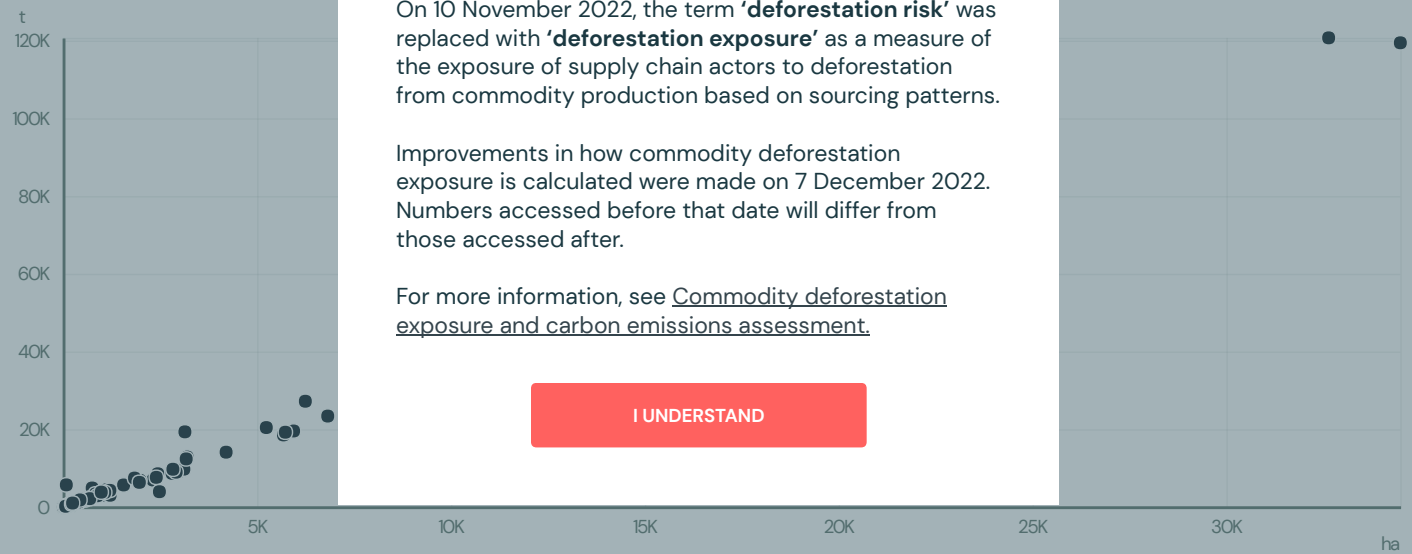 t
120K
100K
80K
60K
40K
20K
0
On 10 November 2022, the term ‘deforestation risk’ was
replaced with ‘deforestation exposure’ as a measure of
the exposure of supply chain actors to deforestation
from commodity production based on sourcing patterns.
Improvements in how commodity deforestation
exposure is calculated were made on 7 December 2022.
Numbers accessed before that date will differ from
those accessed after.
For more information, see Commodity deforestation
exposure and carbon emissions assessment.
I UNDERSTAND
5K 10K 15K 20K 25K 30K
ha